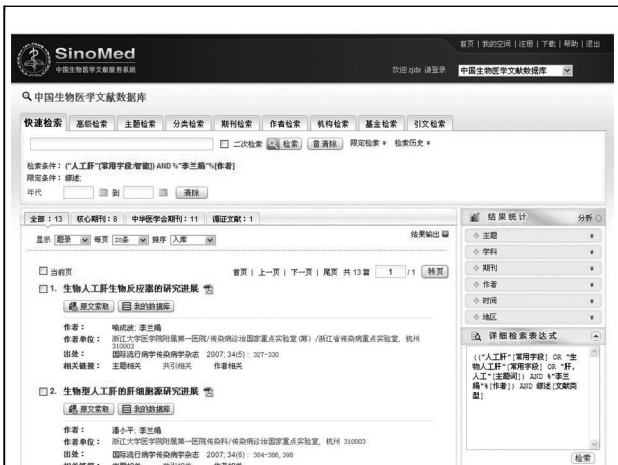 首页 | 我的空间 | 注册 | 下载 | 帮助 | 退出
SinoMed
中国生物医学文献服务系统
欢迎 zjdx 请登录
中国生物医学文献数据库
中国生物医学文献数据库
快速检索 高级检索 主题检索 分类检索 期刊检索 作者检索 机构检索 基金检索 引文检索
二次检索 检索 清除 限定检索 检索历史
检索条件: ("人工肝"[常用字段:智能]) AND %"李兰娟"%[作者]
限定条件: 综述;
年代 到 清除
全部:13 核心期刊:8 中华医学会期刊:11 循证文献:1
显示 题录 每页 20条 排序 入库 结果输出
当前页 首页 | 上一页 | 下一页 | 尾页 共 13 篇 1 /1 转页
1. 生物人工肝生物反应器的研究进展
原文索取 我的数据库
作者: 喻成波; 李兰娟
作者单位: 浙江大学医学院附属第一医院/传染病诊治国家重点实验室(筹) /浙江省传染病重点实验室, 杭州
310003
出处: 国际流行病学传染病学杂志 2007;34(5): 327-330
相关链接: 主题相关 共引相关 作者相关
2. 生物型人工肝的肝细胞源研究进展
原文索取 我的数据库
作者: 潘小平; 李兰娟
作者单位: 浙江大学医学院附属第一医院传染科/传染病诊治国家重点实验室, 杭州 310003
出处: 国际流行病学传染病学杂志 2007;34(6): 384-386,398
相关链接: 主题相关 共引相关 作者相关
结果统计 分析
主题
学科
期刊
作者
时间
地区
详细检索表达式
(("人工肝"[常用字段] OR "生
物人工肝"[常用字段] OR "肝,
人工"[主题词]) AND %"李兰
娟"%[作者]) AND 综述[文献类
型]
检索